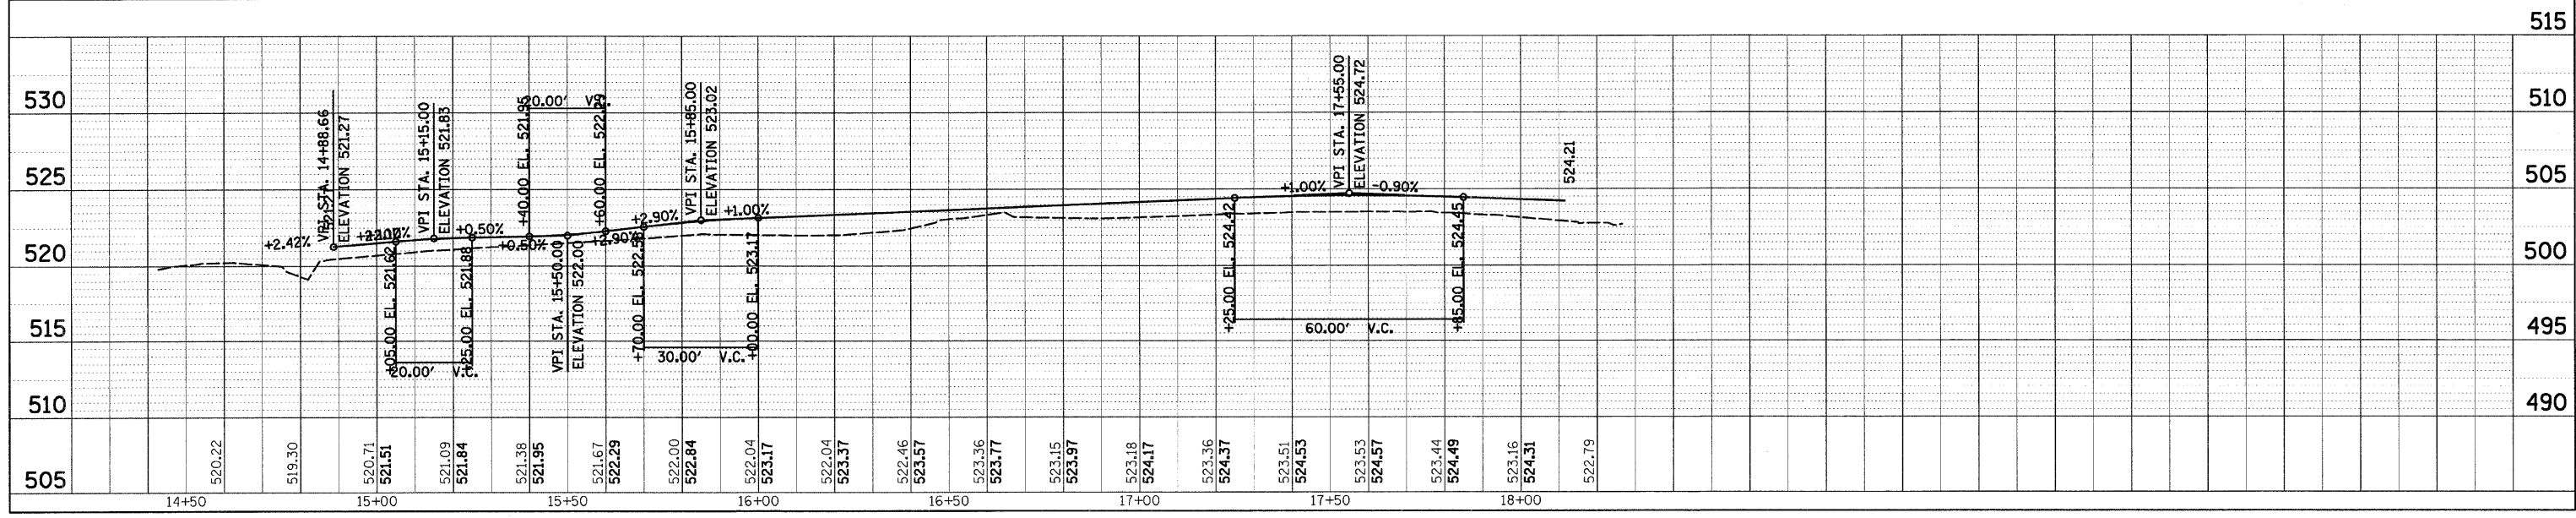 515
530
510
525
505
520
500
515
495
510
490
505
VPI STA. 14+88.66
ELEVATION 521.27
+2.42%
VPI STA. 15+15.00
ELEVATION 521.83
+05.00 EL. 521.62
+25.00 EL. 521.88
20.00' V.C.
+0.50%
+40.00 EL. 521.95
+60.00 EL. 522.29
20.00' V.C.
+0.50%
VPI STA. 15+50.00
ELEVATION 522.00
+2.90%
+2.90%
VPI STA. 15+85.00
ELEVATION 523.02
+1.00%
+70.00 EL. 522.58
+00.00 EL. 523.17
30.00' V.C.
+1.00%
VPI STA. 17+55.00
ELEVATION 524.72
-0.90%
+25.00 EL. 524.42
+85.00 EL. 524.45
60.00' V.C.
524.21
520.22
519.30
520.71
521.51
521.09
521.84
521.38
521.95
521.67
522.29
522.00
522.84
522.04
523.17
522.04
523.37
522.46
523.57
523.36
523.77
523.15
523.97
523.18
524.17
523.36
524.37
523.51
524.53
523.53
524.57
523.44
524.49
523.16
524.31
522.79
14+50
15+00
15+50
16+00
16+50
17+00
17+50
18+00